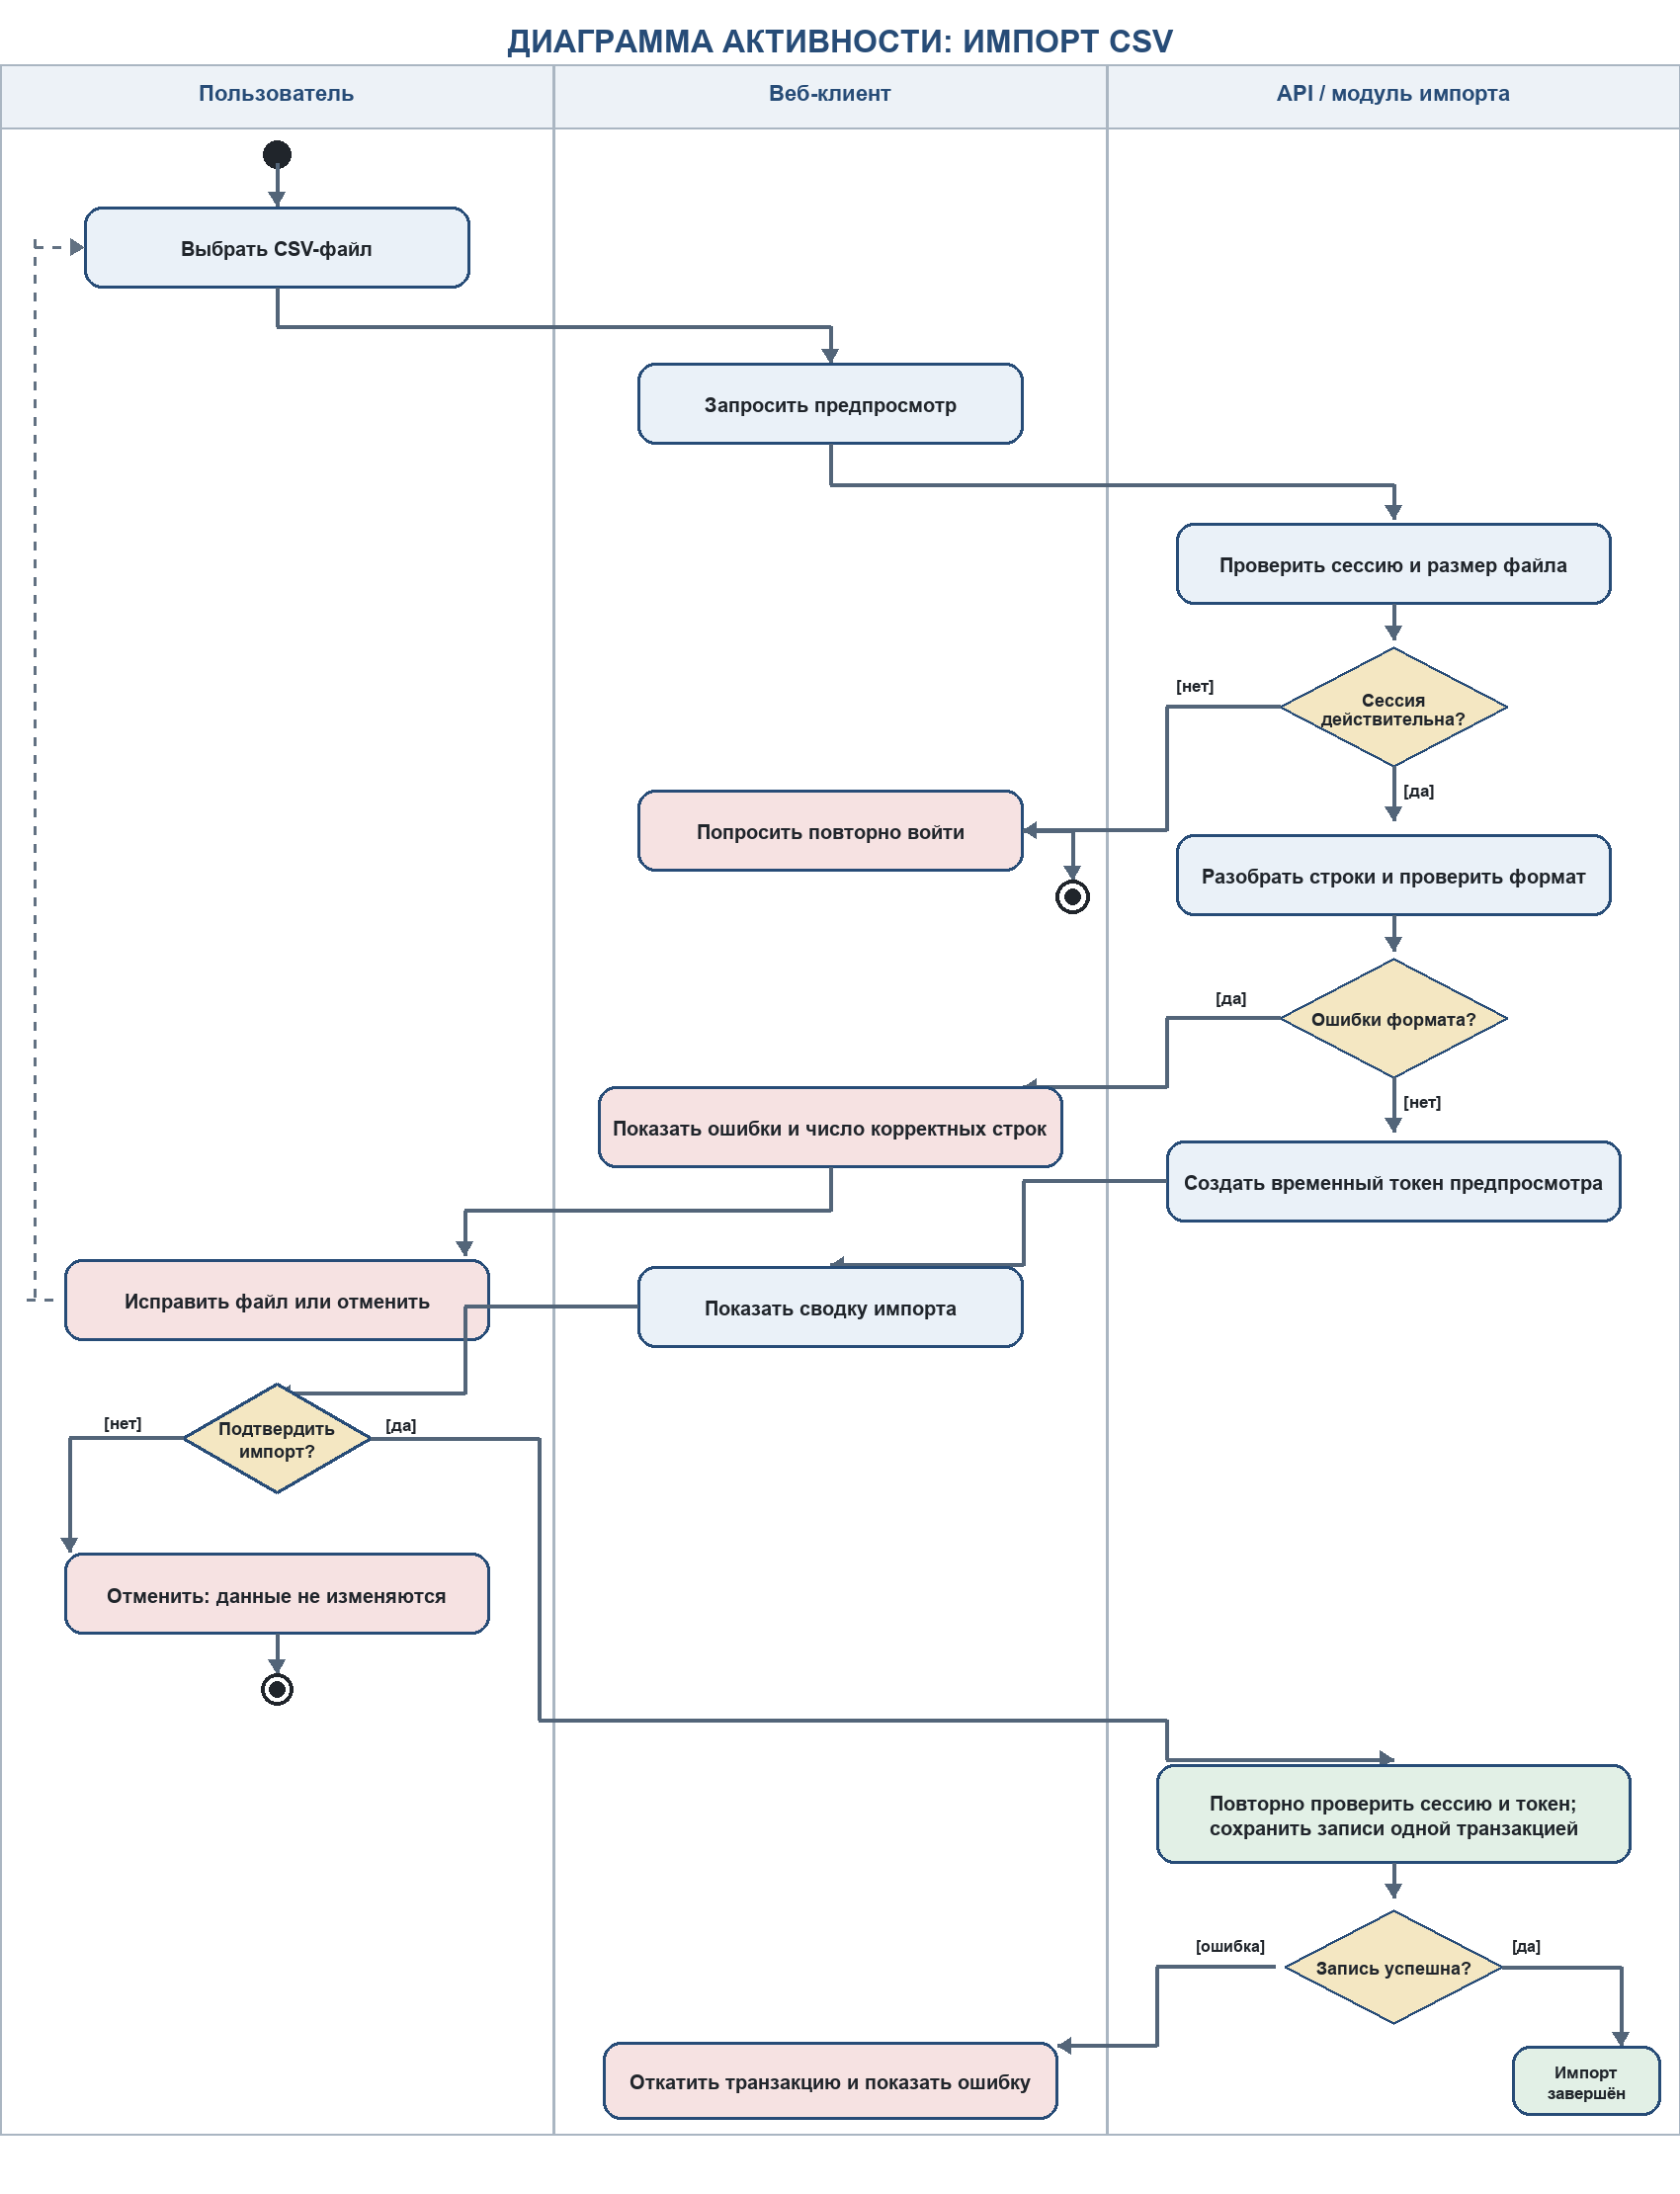 ДИАГРАММА АКТИВНОСТИ: ИМПОРТ CSV
Пользователь
Веб-клиент
API / модуль импорта
Выбрать CSV-файл
Запросить предпросмотр
Проверить сессию и размер файла
[нет]
Сессия
действительна?
[да]
Попросить повторно войти
Разобрать строки и проверить формат
[да]
Ошибки формата?
[нет]
Показать ошибки и число корректных строк
Создать временный токен предпросмотра
Исправить файл или отменить
Показать сводку импорта
[нет]
Подтвердить
импорт?
[да]
Отменить: данные не изменяются
Повторно проверить сессию и токен;
сохранить записи одной транзакцией
[ошибка]
Запись успешна?
[да]
Откатить транзакцию и показать ошибку
Импорт
завершён